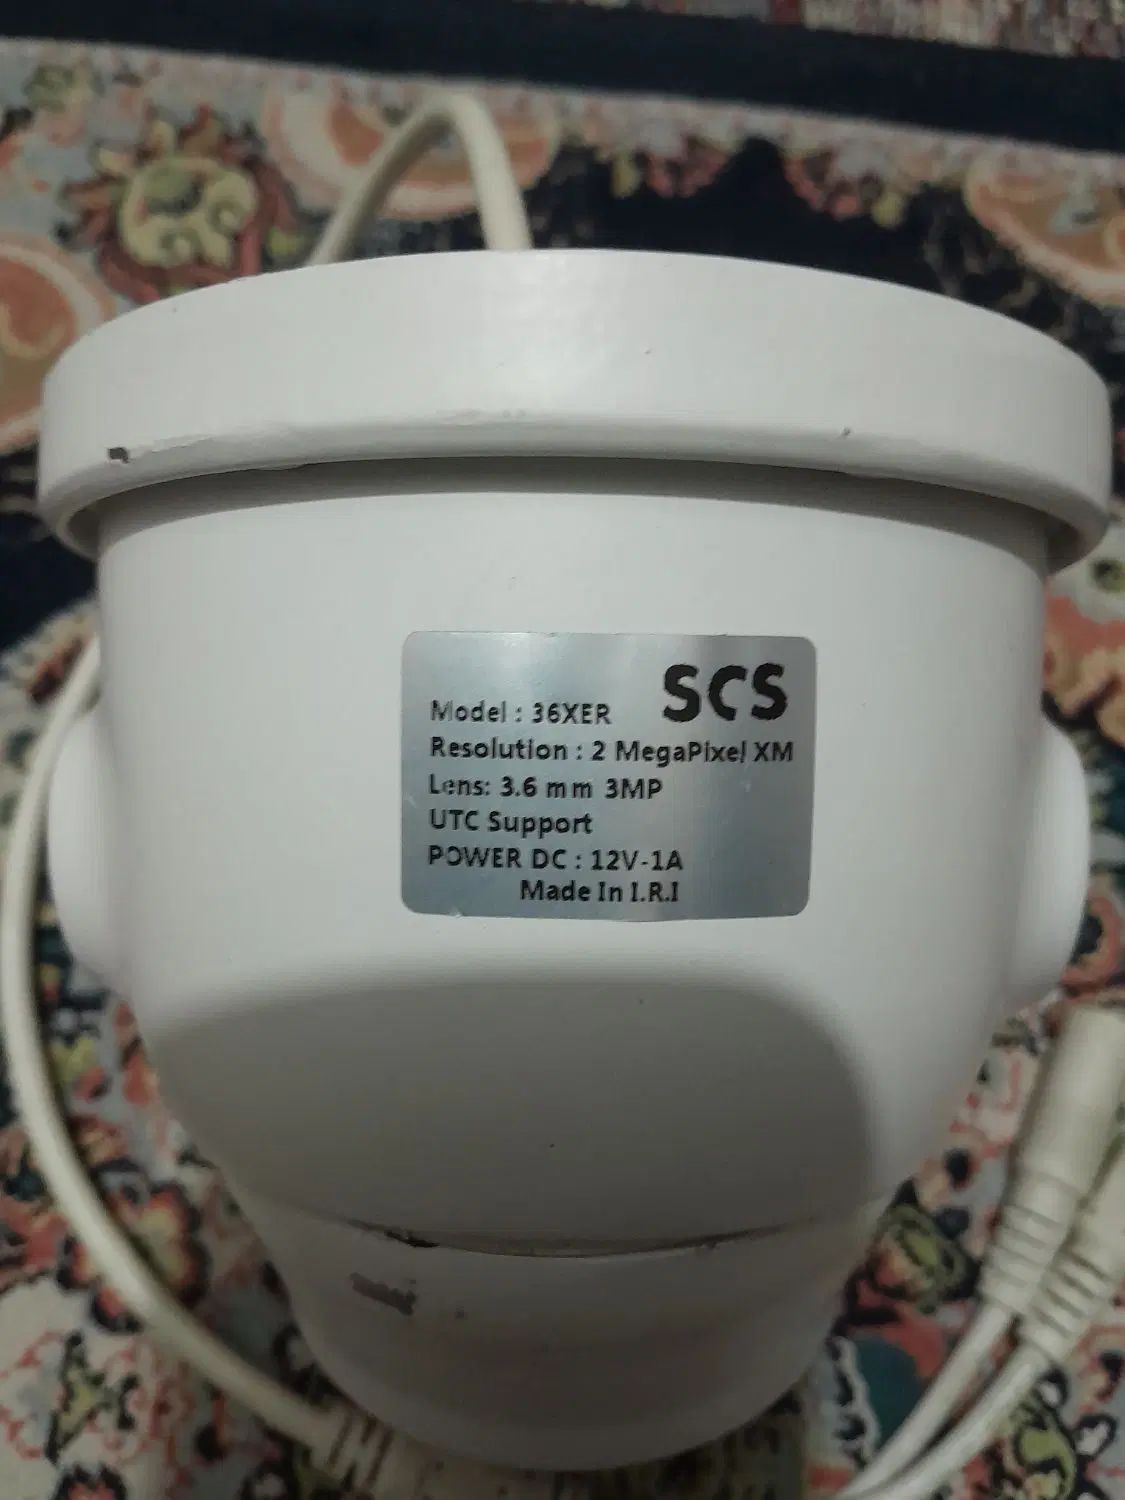 SCS
Model : 36XER
Resolution : 2 MegaPixel XM
Lens: 3.6 mm 3MP
UTC Support
POWER DC : 12V-1A
Made In I.R.I